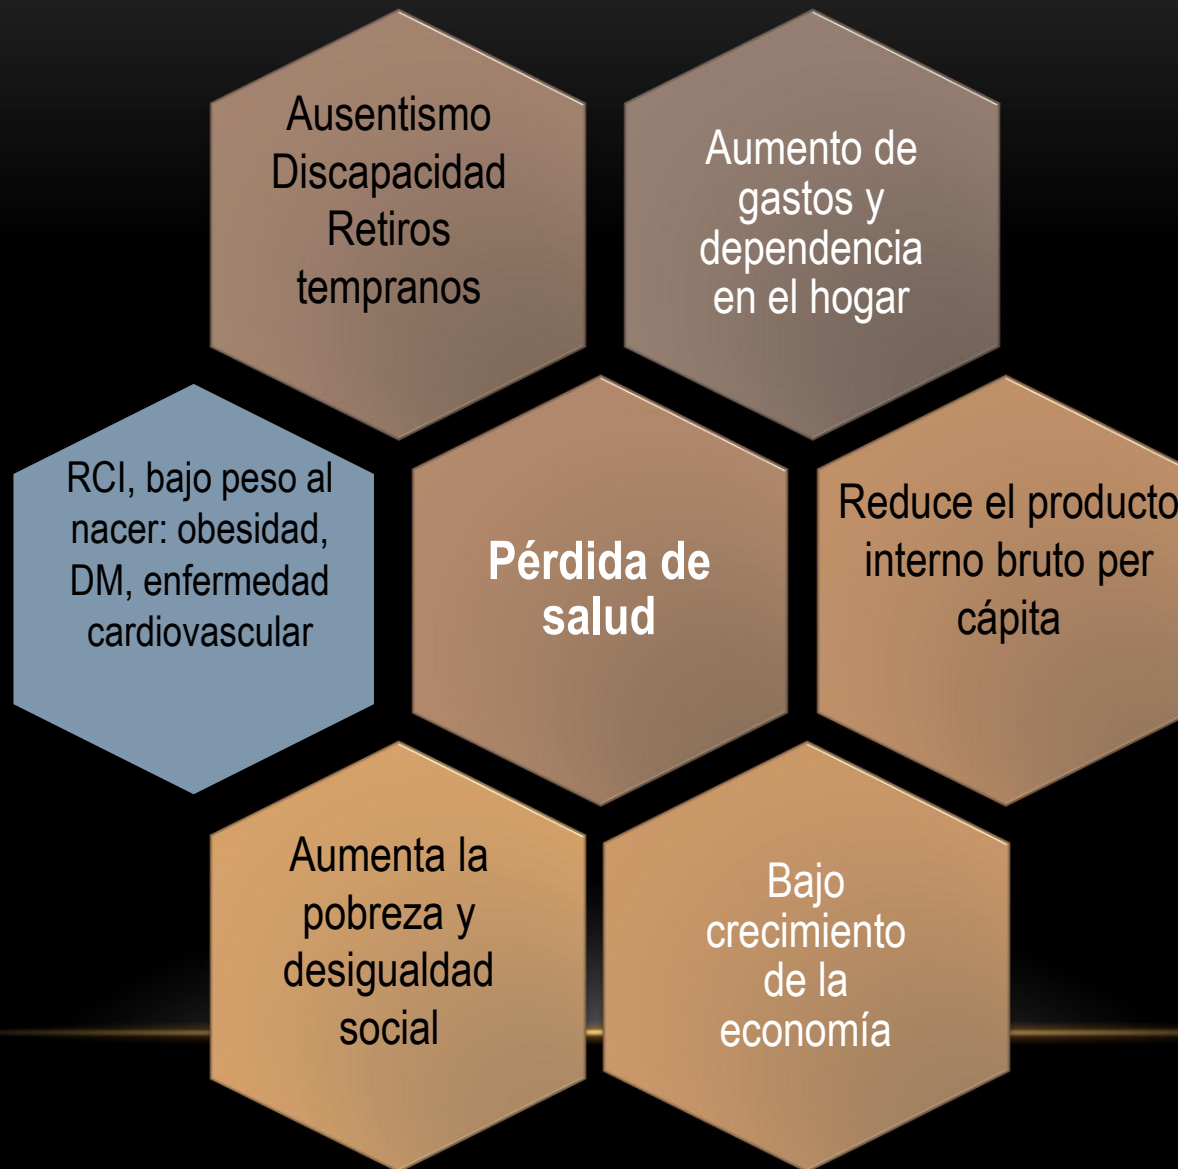 Ausentismo
Discapacidad
Retiros
tempranos
Aumento de
gastos y
dependencia
en el hogar
RCI, bajo peso al
nacer: obesidad,
DM, enfermedad
cardiovascular
Pérdida de
salud
Reduce el producto
interno bruto per
cápita
Aumenta la
pobreza y
desigualdad
social
Bajo
crecimiento
de la
economía